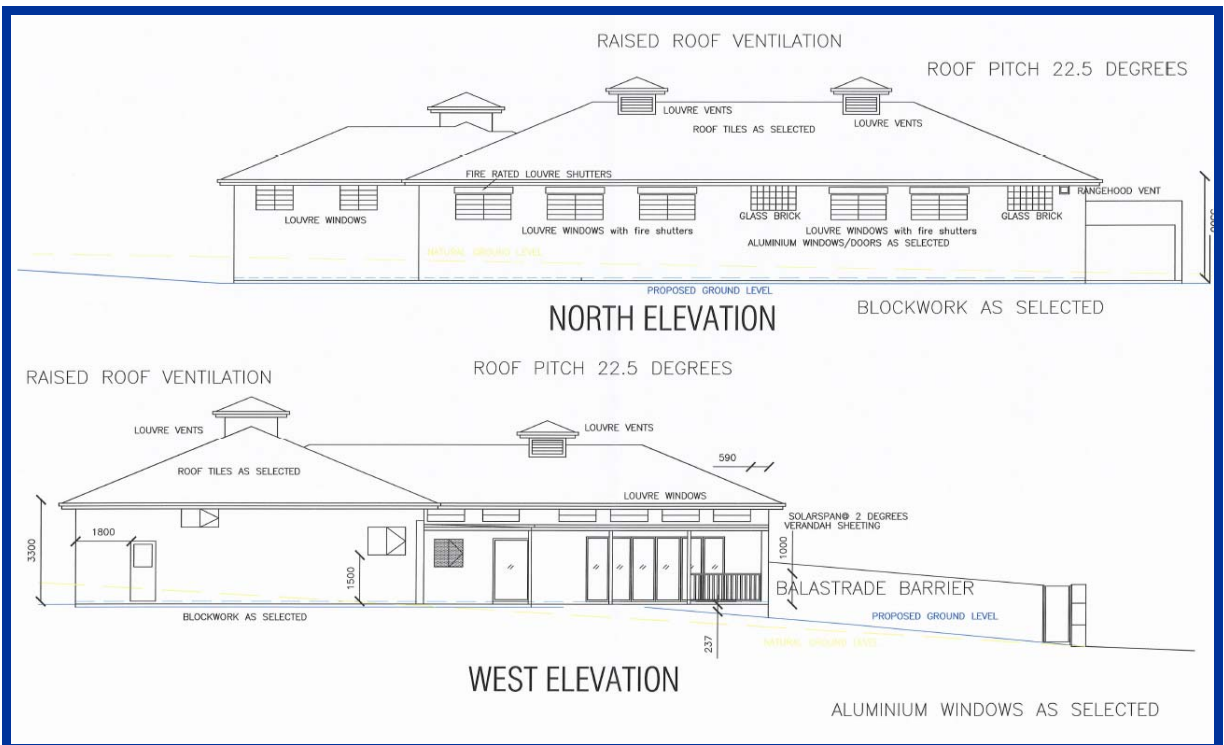 RAISED ROOF VENTILATION
ROOF PITCH 22.5 DEGREES
LOUVRE VENTS
LOUVRE VENTS
ROOF TILES AS SELECTED
FIRE RATED LOUVRE SHUTTERS
RANGEHOOD VENT
LOUVRE WINDOWS
GLASS BRICK
GLASS BRICK
LOUVRE WINDOWS with fire shutters
LOUVRE WINDOWS with fire shutters
ALUMINIUM WINDOWS/DOORS AS SELECTED
NATURAL GROUND LEVEL
PROPOSED GROUND LEVEL
NORTH ELEVATION
BLOCKWORK AS SELECTED
ROOF PITCH 22.5 DEGREES
RAISED ROOF VENTILATION
LOUVRE VENTS
LOUVRE VENTS
590
ROOF TILES AS SELECTED
LOUVRE WINDOWS
SOLARSPAN@ 2 DEGREES
VERANDAH SHEETING
1800
3300
1500
1000
BALASTRADE BARRIER
BLOCKWORK AS SELECTED
PROPOSED GROUND LEVEL
237
NATURAL GROUND LEVEL
WEST ELEVATION
ALUMINIUM WINDOWS AS SELECTED